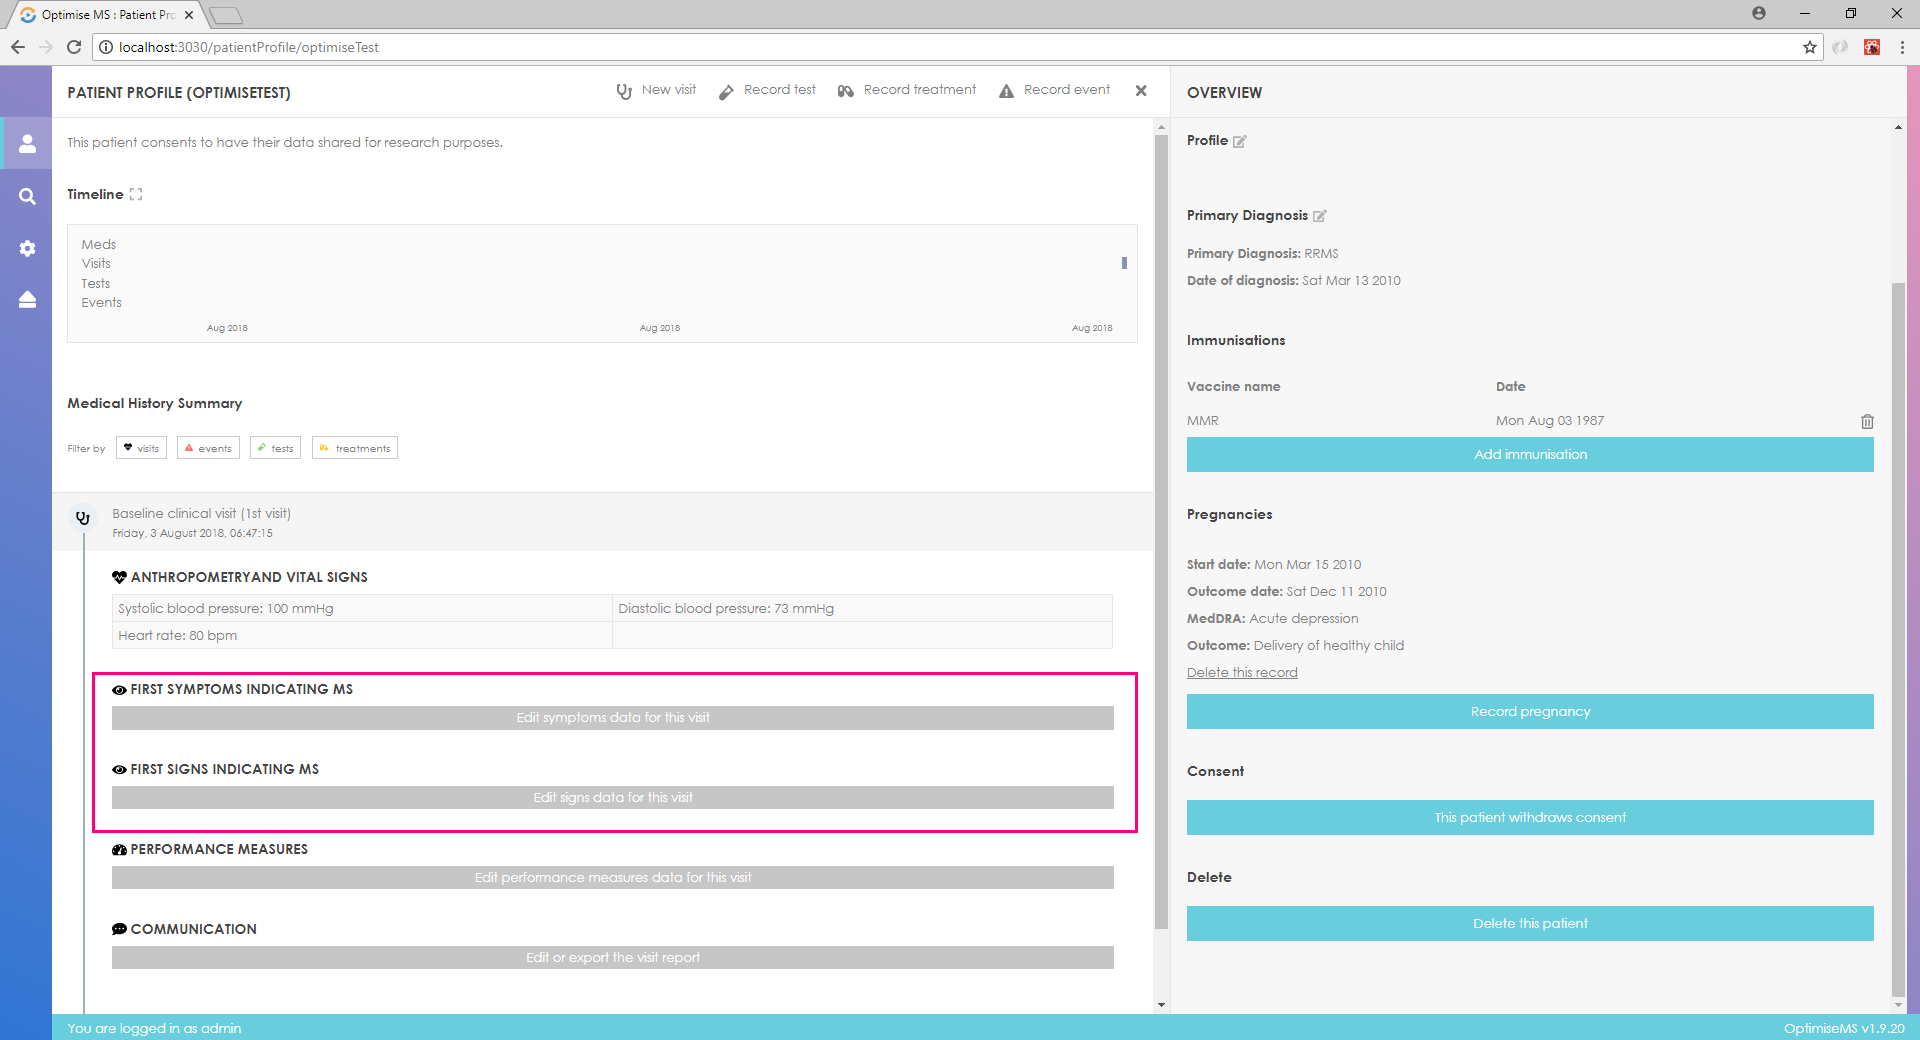 Optimise MS : Patient Pro
localhost:3030/patientProfile/optimiseTest
PATIENT PROFILE (OPTIMISETEST)
New visit
Record test
Record treatment
Record event
This patient consents to have their data shared for research purposes.
Timeline
Meds
Visits
Tests
Events
Aug 2018 Aug 2018 Aug 2018
Medical History Summary
Filter by visits events tests treatments
Baseline clinical visit (1st visit)
Friday, 3 August 2018, 06:47:15
ANTHROPOMETRYAND VITAL SIGNS
Systolic blood pressure: 100 mmHg Diastolic blood pressure: 73 mmHg
Heart rate: 80 bpm
FIRST SYMPTOMS INDICATING MS
Edit symptoms data for this visit
FIRST SIGNS INDICATING MS
Edit signs data for this visit
PERFORMANCE MEASURES
Edit performance measures data for this visit
COMMUNICATION
Edit or export the visit report
OVERVIEW
Profile
Primary Diagnosis
Primary Diagnosis: RRMS
Date of diagnosis: Sat Mar 13 2010
Immunisations
Vaccine name Date
MMR Mon Aug 03 1987
Add immunisation
Pregnancies
Start date: Mon Mar 15 2010
Outcome date: Sat Dec 11 2010
MedDRA: Acute depression
Outcome: Delivery of healthy child
Delete this record
Record pregnancy
Consent
This patient withdraws consent
Delete
Delete this patient
You are logged in as admin
OptimiseMS v1.9.20